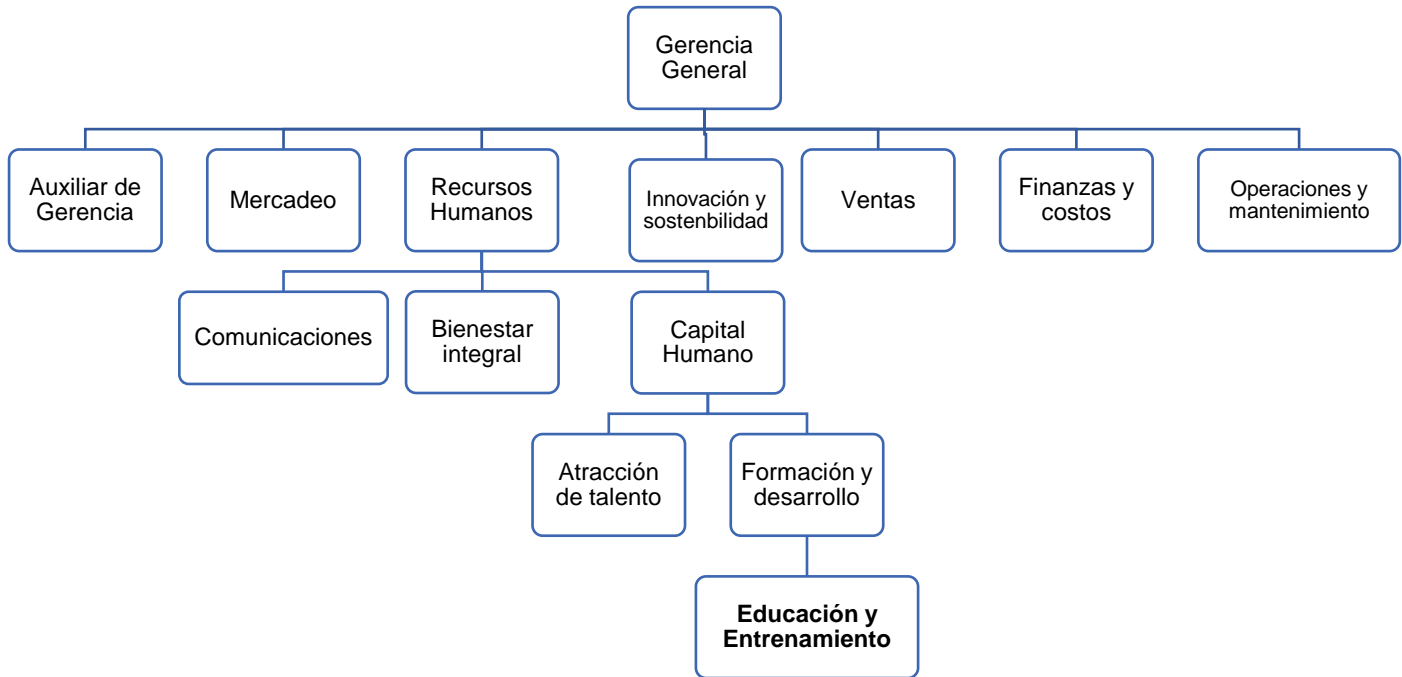 Gerencia
General
Auxiliar de
Gerencia
Mercadeo
Recursos
Humanos
Innovación y
sostenbilidad
Ventas
Finanzas y
costos
Operaciones y
mantenimiento
Comunicaciones
Bienestar
integral
Capital
Humano
Atracción
de talento
Formación y
desarrollo
Educación y
Entrenamiento